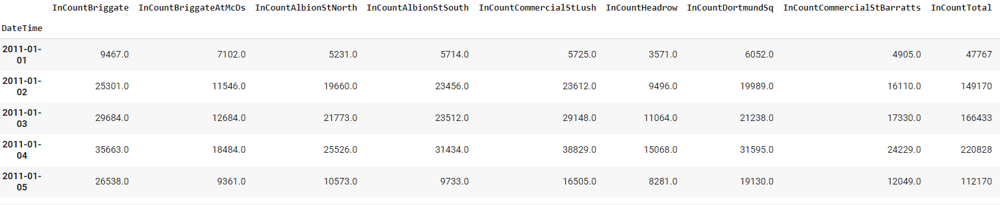 InCountBriggate InCountBriggateAtMcDs InCountAlbionStNorth InCountAlbionStSouth InCountCommercialStLush InCountHeadrow InCountDortmundSq InCountCommercialStBarratts InCountTotal
DateTime
2011-01-
01 9467.0 7102.0 5231.0 5714.0 5725.0 3571.0 6052.0 4905.0 47767
2011-01-
02 25301.0 11546.0 19660.0 23456.0 23612.0 9496.0 19989.0 16110.0 149170
2011-01-
03 29684.0 12684.0 21773.0 23512.0 29148.0 11064.0 21238.0 17330.0 166433
2011-01-
04 35663.0 18484.0 25526.0 31434.0 38829.0 15068.0 31595.0 24229.0 220828
2011-01-
05 26538.0 9361.0 10573.0 9733.0 16505.0 8281.0 19130.0 12049.0 112170